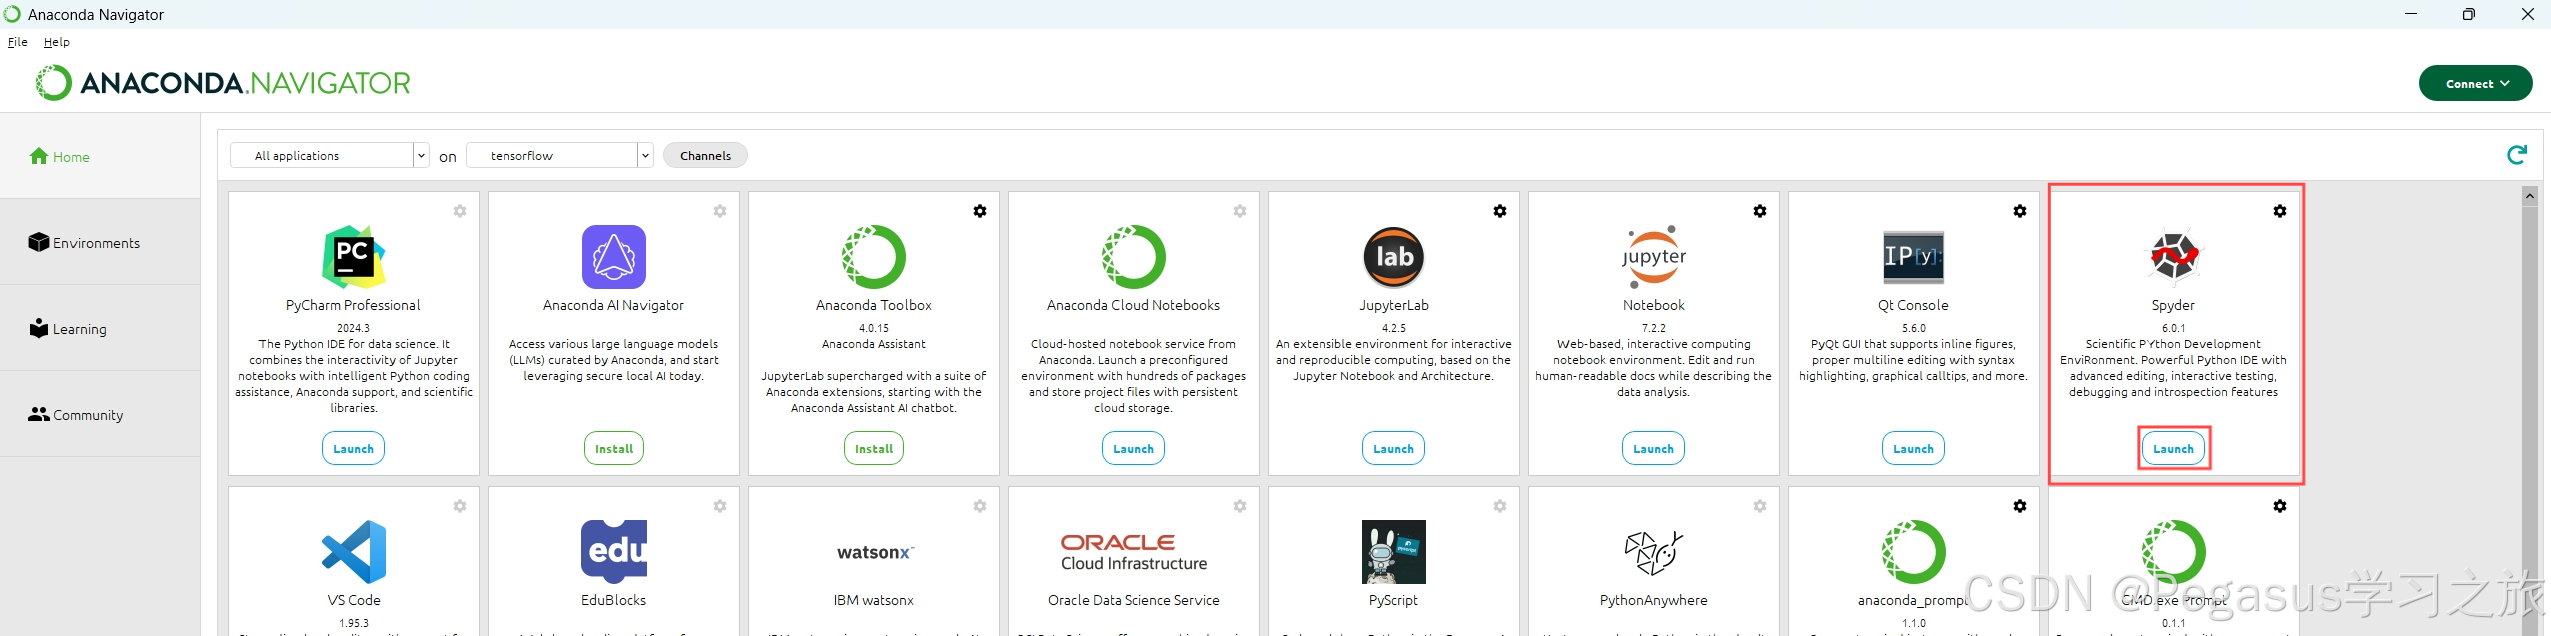 Anaconda Navigator
File Help
ANACONDA.NAVIGATOR
Connect
Home
Environments
Learning
Community
All applications on tensorflow Channels
PC
PyCharm Professional
2024.3
The Python IDE for data science. It
combines the interactivity of Jupyter
notebooks with intelligent Python coding
assistance, Anaconda support, and scientific
libraries.
Launch
Anaconda AI Navigator
Access various large language models
(LLMs) curated by Anaconda, and start
leveraging secure local AI today.
Install
Anaconda Toolbox
4.0.15
Anaconda Assistant
JupyterLab supercharged with a suite of
Anaconda extensions, starting with the
Anaconda Assistant AI chatbot.
Install
Anaconda Cloud Notebooks
Cloud-hosted notebook service from
Anaconda. Launch a preconfigured
environment with hundreds of packages
and store project files with persistent
cloud storage.
Launch
lab
JupyterLab
4.2.5
An extensible environment for interactive
and reproducible computing, based on the
Jupyter Notebook and Architecture.
Launch
jupyter
Notebook
7.2.2
Web-based, interactive computing
notebook environment. Edit and run
human-readable docs while describing the
data analysis.
Launch
IP[y]:
Qt Console
5.6.0
PyQt GUI that supports inline figures,
proper multiline editing with syntax
highlighting, graphical calltips, and more.
Launch
Spyder
6.0.1
Scientific PYthon Development
EnviRonment. Powerful Python IDE with
advanced editing, interactive testing,
debugging and introspection features
Launch
VS Code
1.95.3
edu
EduBlocks
watsonx
IBM watsonx
ORACLE
Cloud Infrastructure
Oracle Data Science Service
PyScript
PythonAnywhere
anaconda_prompt
1.1.0
CMD.exe Prompt
0.1.1
CSDN @Pegasus学习之旅